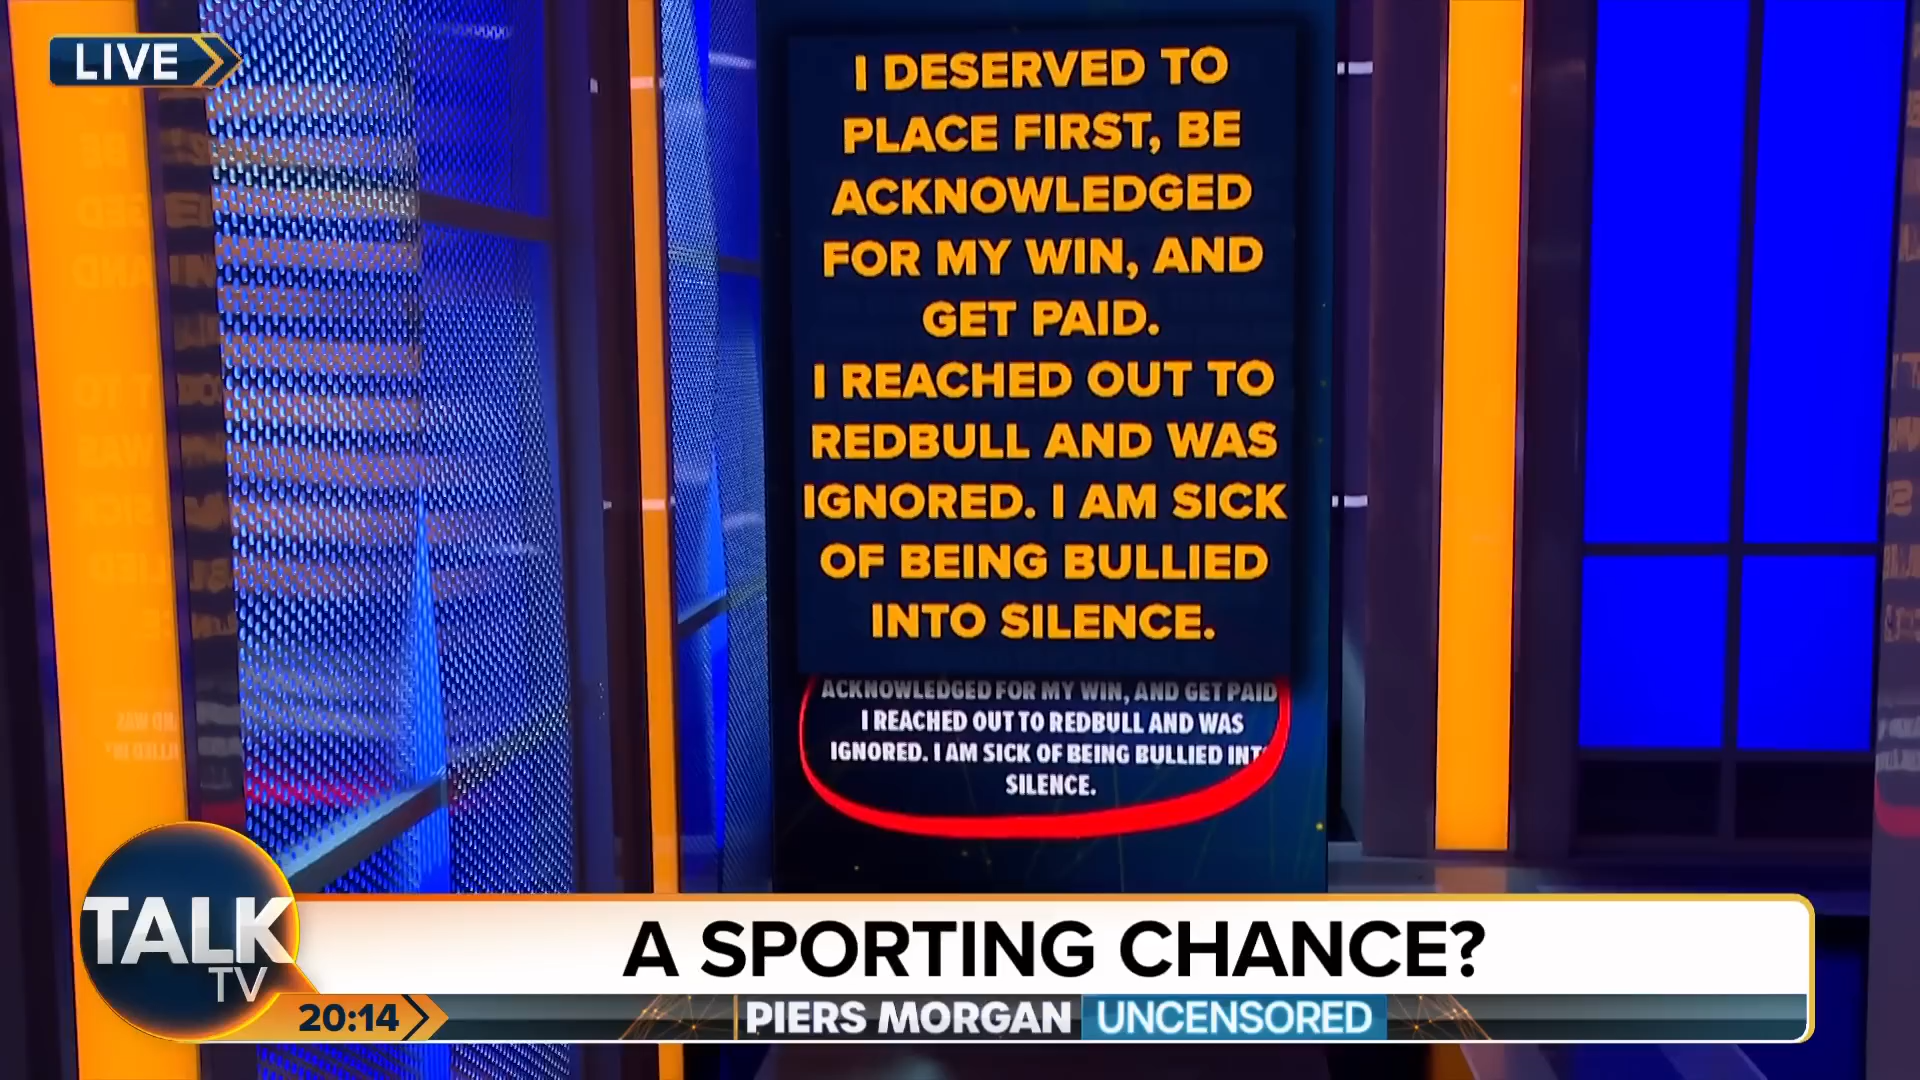 LIVE
I DESERVED TO
PLACE FIRST, BE
ACKNOWLEDGED
FOR MY WIN, AND
GET PAID.
I REACHED OUT TO
REDBULL AND WAS
IGNORED. I AM SICK
OF BEING BULLIED
INTO SILENCE.
ACKNOWLEDGED FOR MY WIN, AND GET PAID
I REACHED OUT TO REDBULL AND WAS
IGNORED. I AM SICK OF BEING BULLIED INT
SILENCE.
A SPORTING CHANCE?
TALK
TV
20:14
PIERS MORGAN UNCENSORED